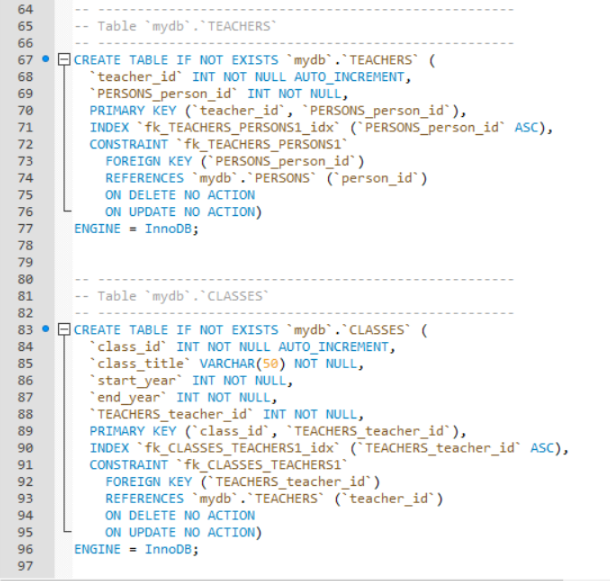 64 -- -----------------------------------------------------
65 -- Table `mydb`.`TEACHERS`
66 -- -----------------------------------------------------
67 CREATE TABLE IF NOT EXISTS `mydb`.`TEACHERS` (
68 `teacher_id` INT NOT NULL AUTO_INCREMENT,
69 `PERSONS_person_id` INT NOT NULL,
70 PRIMARY KEY (`teacher_id`, `PERSONS_person_id`),
71 INDEX `fk_TEACHERS_PERSONS1_idx` (`PERSONS_person_id` ASC),
72 CONSTRAINT `fk_TEACHERS_PERSONS1`
73 FOREIGN KEY (`PERSONS_person_id`)
74 REFERENCES `mydb`.`PERSONS` (`person_id`)
75 ON DELETE NO ACTION
76 ON UPDATE NO ACTION)
77 ENGINE = InnoDB;
78
79
80 -- -----------------------------------------------------
81 -- Table `mydb`.`CLASSES`
82 -- -----------------------------------------------------
83 CREATE TABLE IF NOT EXISTS `mydb`.`CLASSES` (
84 `class_id` INT NOT NULL AUTO_INCREMENT,
85 `class_title` VARCHAR(50) NOT NULL,
86 `start_year` INT NOT NULL,
87 `end_year` INT NOT NULL,
88 `TEACHERS_teacher_id` INT NOT NULL,
89 PRIMARY KEY (`class_id`, `TEACHERS_teacher_id`),
90 INDEX `fk_CLASSES_TEACHERS1_idx` (`TEACHERS_teacher_id` ASC),
91 CONSTRAINT `fk_CLASSES_TEACHERS1`
92 FOREIGN KEY (`TEACHERS_teacher_id`)
93 REFERENCES `mydb`.`TEACHERS` (`teacher_id`)
94 ON DELETE NO ACTION
95 ON UPDATE NO ACTION)
96 ENGINE = InnoDB;
97